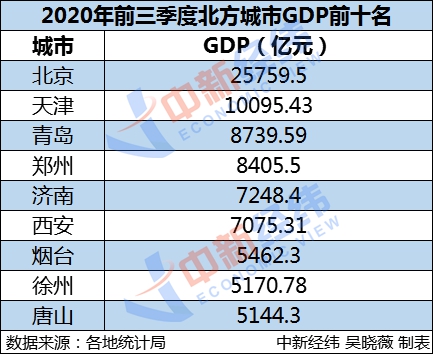 2020年前三季度北方城市GDP前十名
城市 GDP（亿元）
北京 25759.5
天津 10095.43
青岛 8739.59
郑州 8405.5
济南 7248.4
西安 7075.31
烟台 5462.3
徐州 5170.78
唐山 5144.3
数据来源：各地统计局 中新经纬 吴晓薇 制表
中新经纬
ECONOMIC VIEW
中新经纬
ECONOMIC VIEW